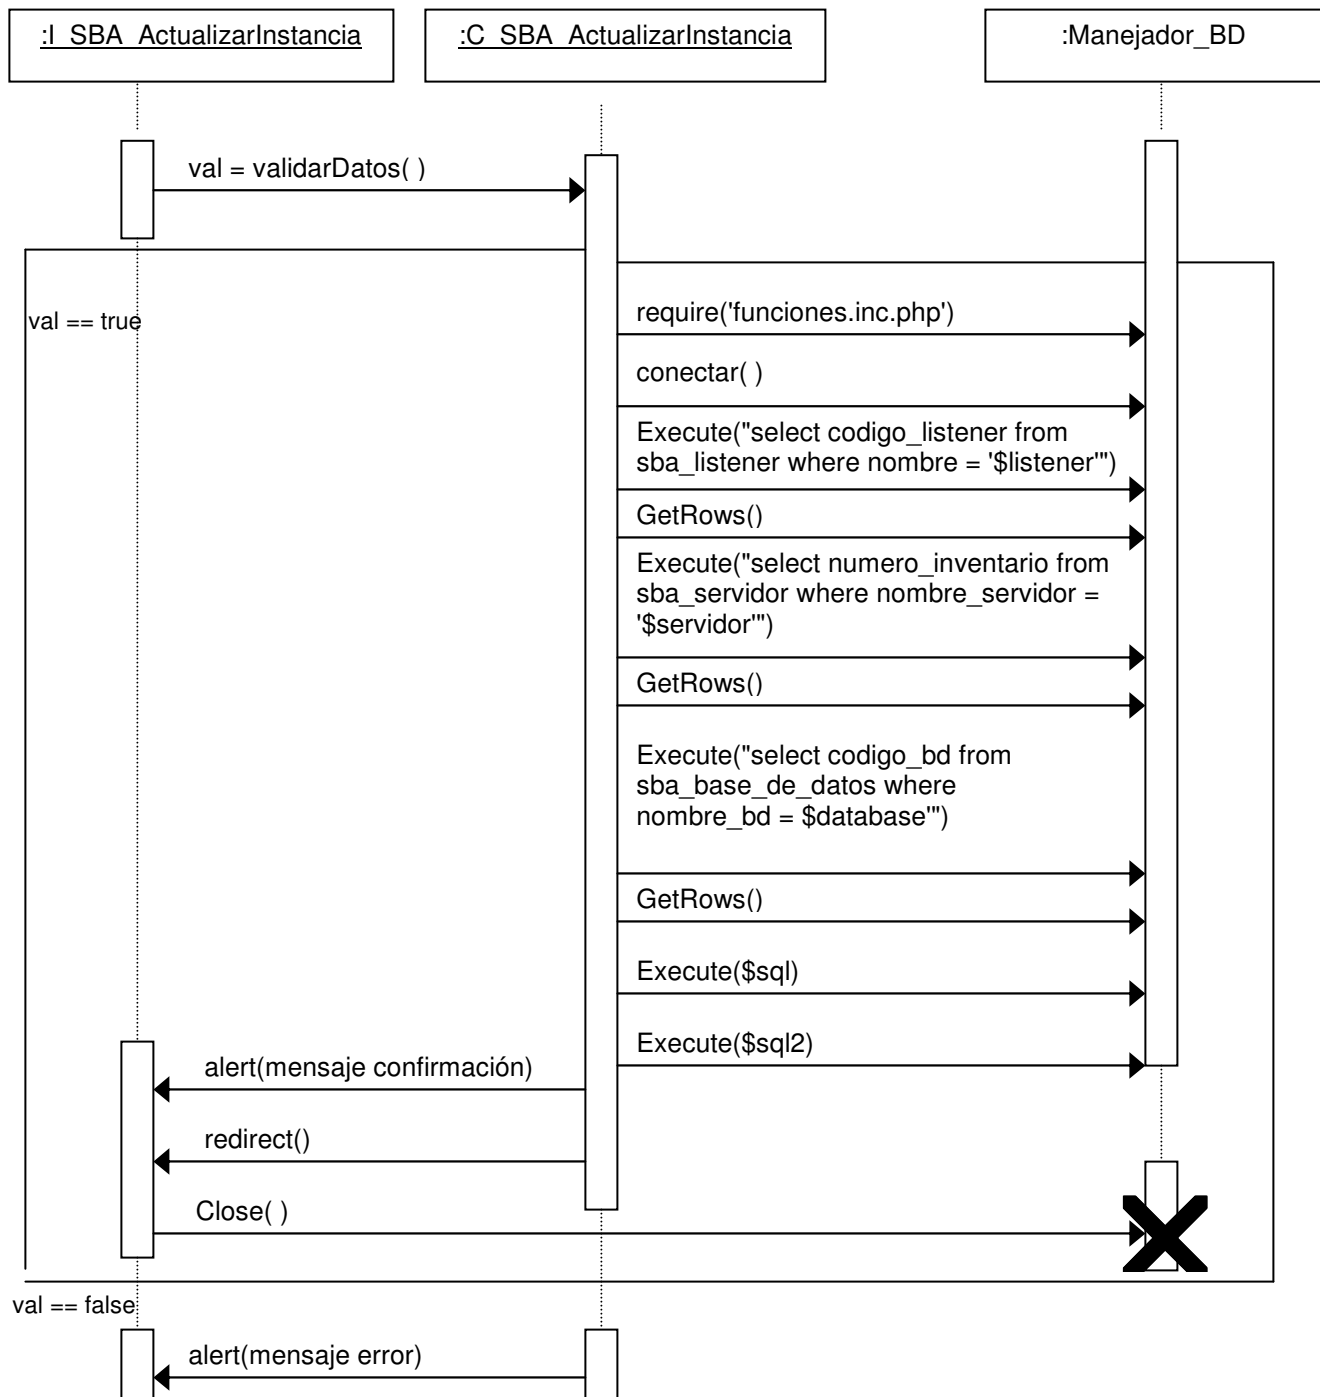 :I_SBA_ActualizarInstancia
:C_SBA_ActualizarInstancia
:Manejador_BD
val = validarDatos( )
val == true
require('funciones.inc.php')
conectar( )
Execute("select codigo_listener from
sba_listener where nombre = '$listener'")
GetRows()
Execute("select numero_inventario from
sba_servidor where nombre_servidor =
'$servidor'")
GetRows()
Execute("select codigo_bd from
sba_base_de_datos where
nombre_bd = $database'")
GetRows()
Execute($sql)
Execute($sql2)
alert(mensaje confirmación)
redirect()
Close( )
val == false
alert(mensaje error)